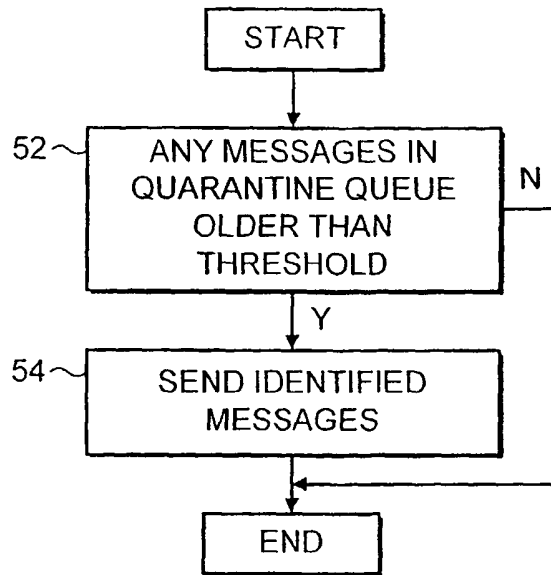 START
52
ANY MESSAGES IN
QUARANTINE QUEUE
OLDER THAN
THRESHOLD
N
Y
54
SEND IDENTIFIED
MESSAGES
END